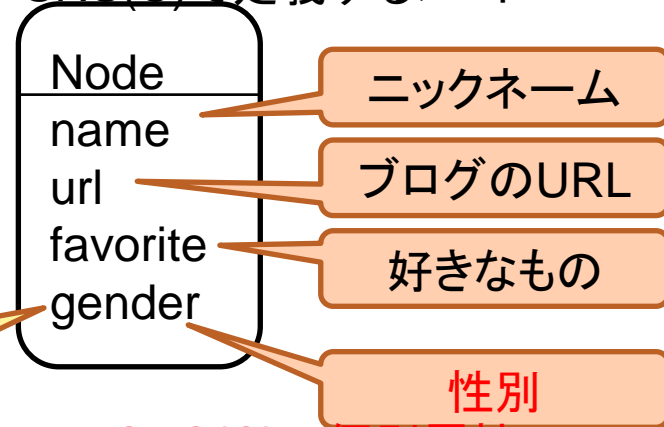 Node
ニックネーム
name
ブログのURL
url
favorite
好きなもの
gender
性別